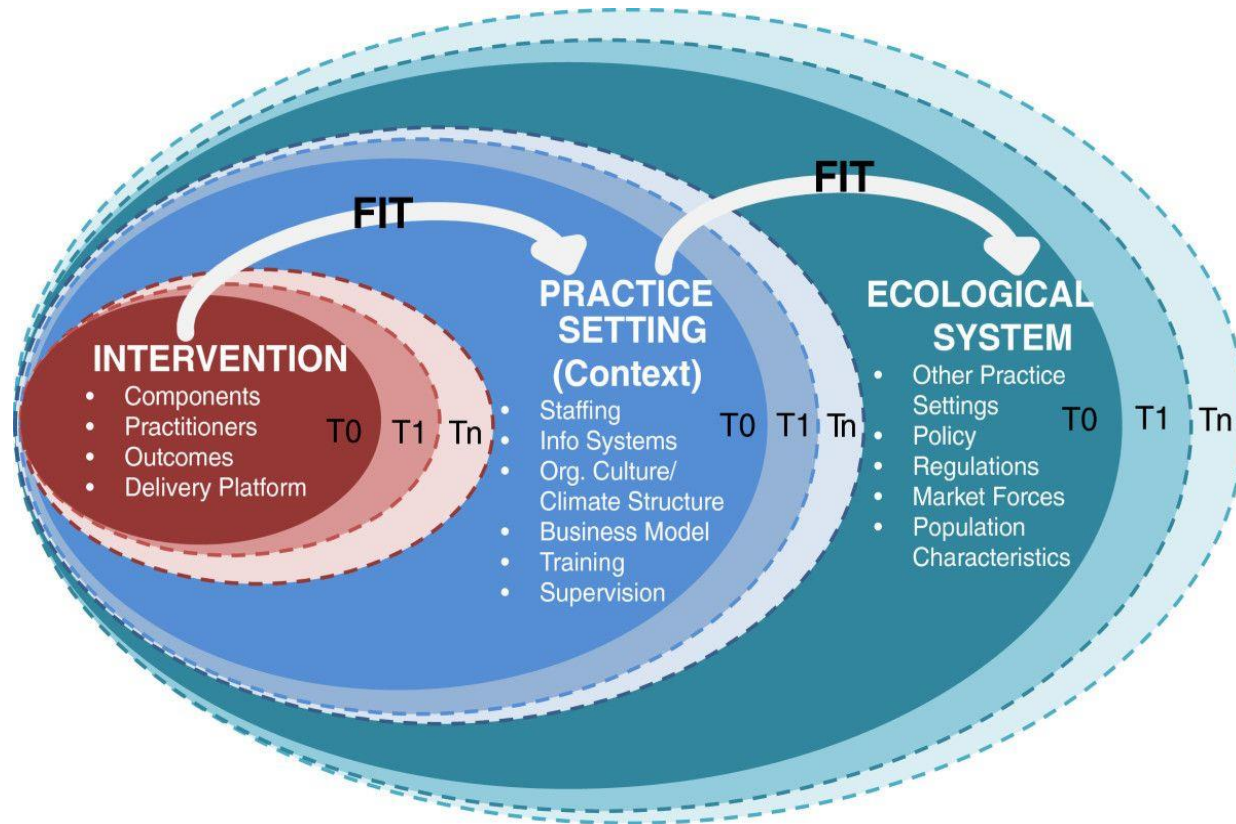 FIT
INTERVENTION
• Components
• Practitioners
• Outcomes
• Delivery Platform
T0
T1
Tn
FIT
PRACTICE
SETTING
(Context)
• Staffing
• Info Systems
• Org. Culture/
Climate Structure
• Business Model
• Training
• Supervision
T0
T1
Tn
ECOLOGICAL
SYSTEM
• Other Practice
Settings
• Policy
• Regulations
• Market Forces
• Population
Characteristics
T0
T1
Tn